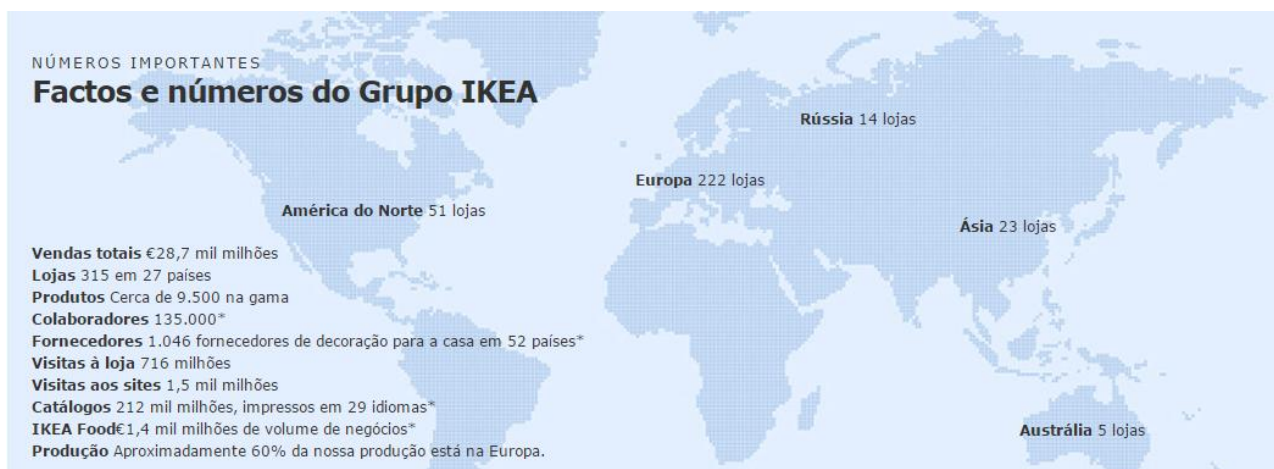 NÚMEROS IMPORTANTES
Factos e números do Grupo IKEA
Rússia 14 lojas
Europa 222 lojas
América do Norte 51 lojas
Ásia 23 lojas
Vendas totais €28,7 mil milhões
Lojas 315 em 27 países
Produtos Cerca de 9.500 na gama
Colaboradores 135.000*
Fornecedores 1.046 fornecedores de decoração para a casa em 52 países*
Visitas à loja 716 milhões
Visitas aos sites 1,5 mil milhões
Catálogos 212 mil milhões, impressos em 29 idiomas*
IKEA Food€1,4 mil milhões de volume de negócios*
Produção Aproximadamente 60% da nossa produção está na Europa.
Austrália 5 lojas